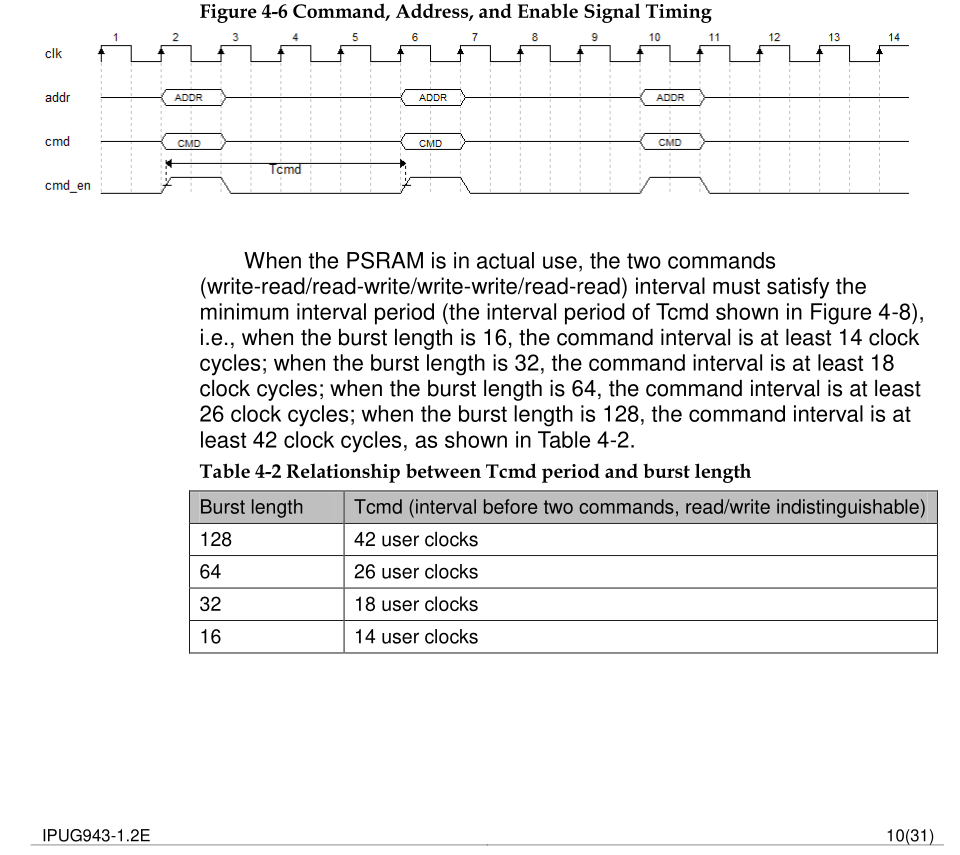 Figure 4-6 Command, Address, and Enable Signal Timing
1 2 3 4 5 6 7 8 9 10 11 12 13 14
clk
addr ADDR ADDR ADDR
cmd CMD CMD CMD
Tcmd
cmd_en
When the PSRAM is in actual use, the two commands
(write-read/read-write/write-write/read-read) interval must satisfy the
minimum interval period (the interval period of Tcmd shown in Figure 4-8),
i.e., when the burst length is 16, the command interval is at least 14 clock
cycles; when the burst length is 32, the command interval is at least 18
clock cycles; when the burst length is 64, the command interval is at least
26 clock cycles; when the burst length is 128, the command interval is at
least 42 clock cycles, as shown in Table 4-2.
Table 4-2 Relationship between Tcmd period and burst length
Burst length Tcmd (interval before two commands, read/write indistinguishable)
128 42 user clocks
64 26 user clocks
32 18 user clocks
16 14 user clocks
IPUG943-1.2E 10(31)